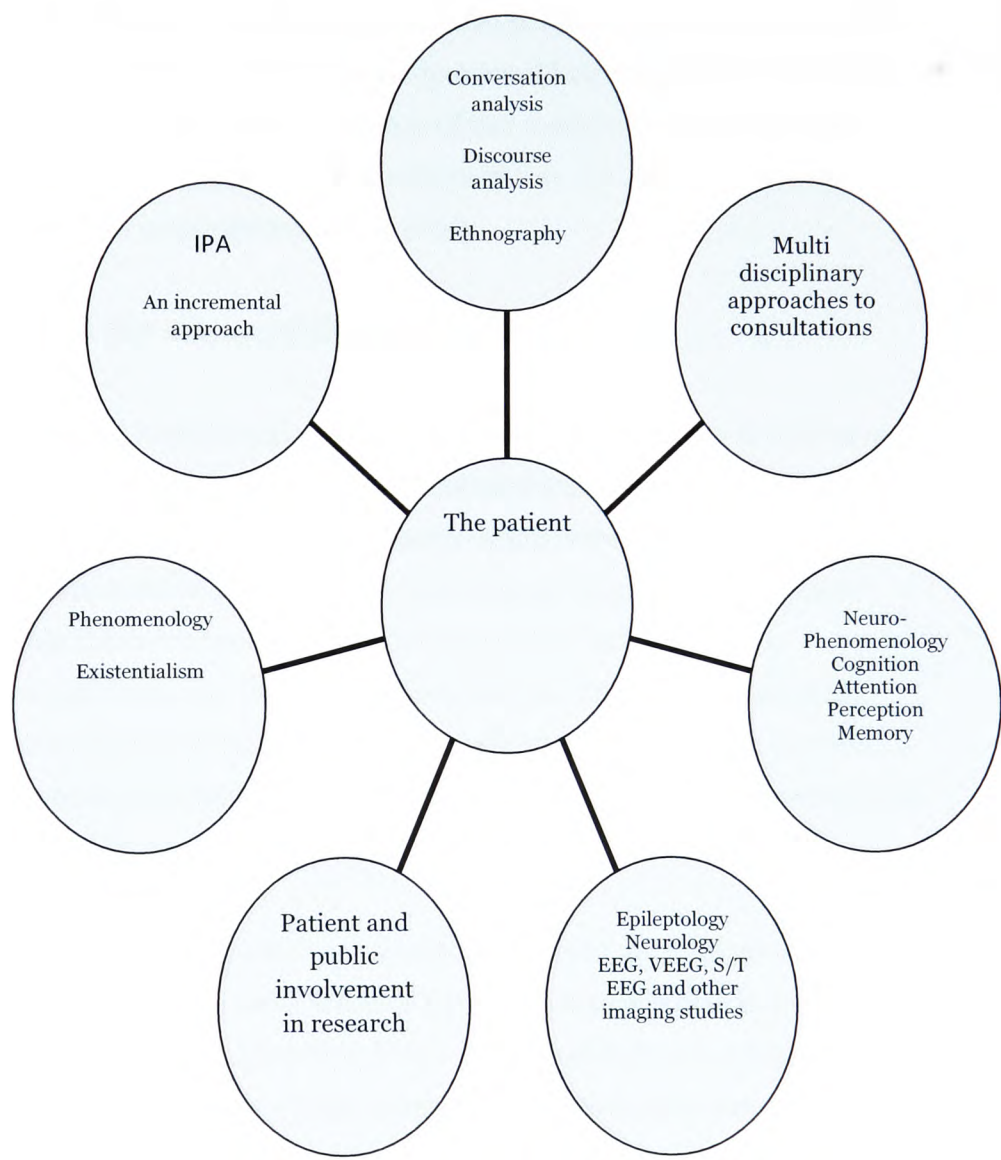 Conversation
analysis
Discourse
analysis
Ethnography
IPA
An incremental
approach
Multi
disciplinary
approaches to
consultations
The patient
Phenomenology
Existentialism
Neuro-
Phenomenology
Cognition
Attention
Perception
Memory
Patient and
public
involvement
in research
Epileptology
Neurology
EEG, VEEG, S/T
EEG and other
imaging studies